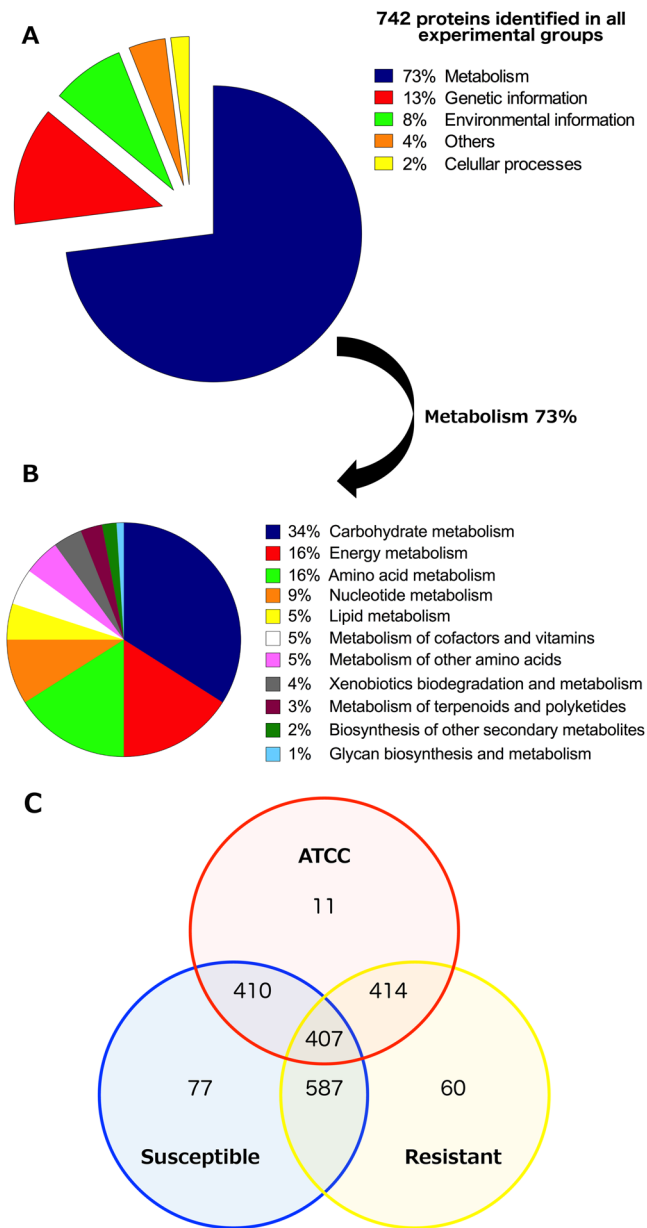 A
742 proteins identified in all
experimental groups
73% Metabolism
13% Genetic information
8% Environmental information
4% Others
2% Celullar processes
Metabolism 73%
B
34% Carbohydrate metabolism
16% Energy metabolism
16% Amino acid metabolism
9% Nucleotide metabolism
5% Lipid metabolism
5% Metabolism of cofactors and vitamins
5% Metabolism of other amino acids
4% Xenobiotics biodegradation and metabolism
3% Metabolism of terpenoids and polyketides
2% Biosynthesis of other secondary metabolites
1% Glycan biosynthesis and metabolism
C
ATCC
11
410
414
407
77
587
60
Susceptible
Resistant